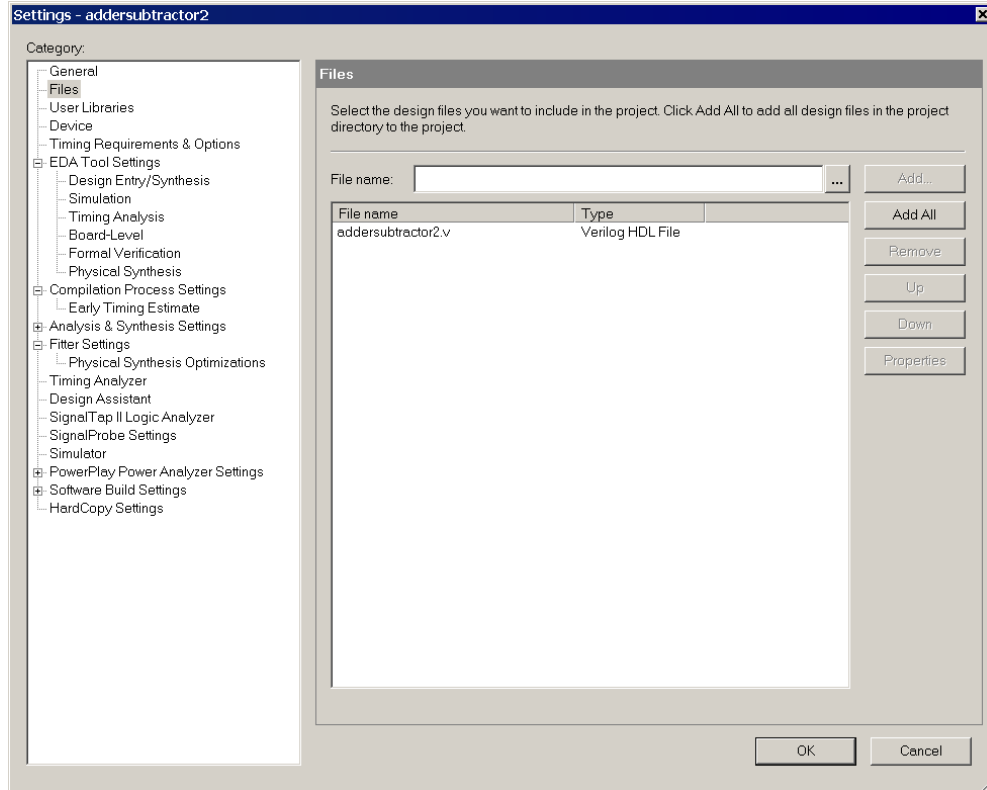 Settings - addersubtractor2
Category:
General
Files
User Libraries
Device
Timing Requirements & Options
EDA Tool Settings
Design Entry/Synthesis
Simulation
Timing Analysis
Board-Level
Formal Verification
Physical Synthesis
Compilation Process Settings
Early Timing Estimate
Analysis & Synthesis Settings
Fitter Settings
Physical Synthesis Optimizations
Timing Analyzer
Design Assistant
SignalTap II Logic Analyzer
SignalProbe Settings
Simulator
PowerPlay Power Analyzer Settings
Software Build Settings
HardCopy Settings
Files
Select the design files you want to include in the project. Click Add All to add all design files in the project
directory to the project.
File name: ... Add...
File name Type Add All
addersubtractor2.v Verilog HDL File
Remove
Up
Down
Properties
OK Cancel